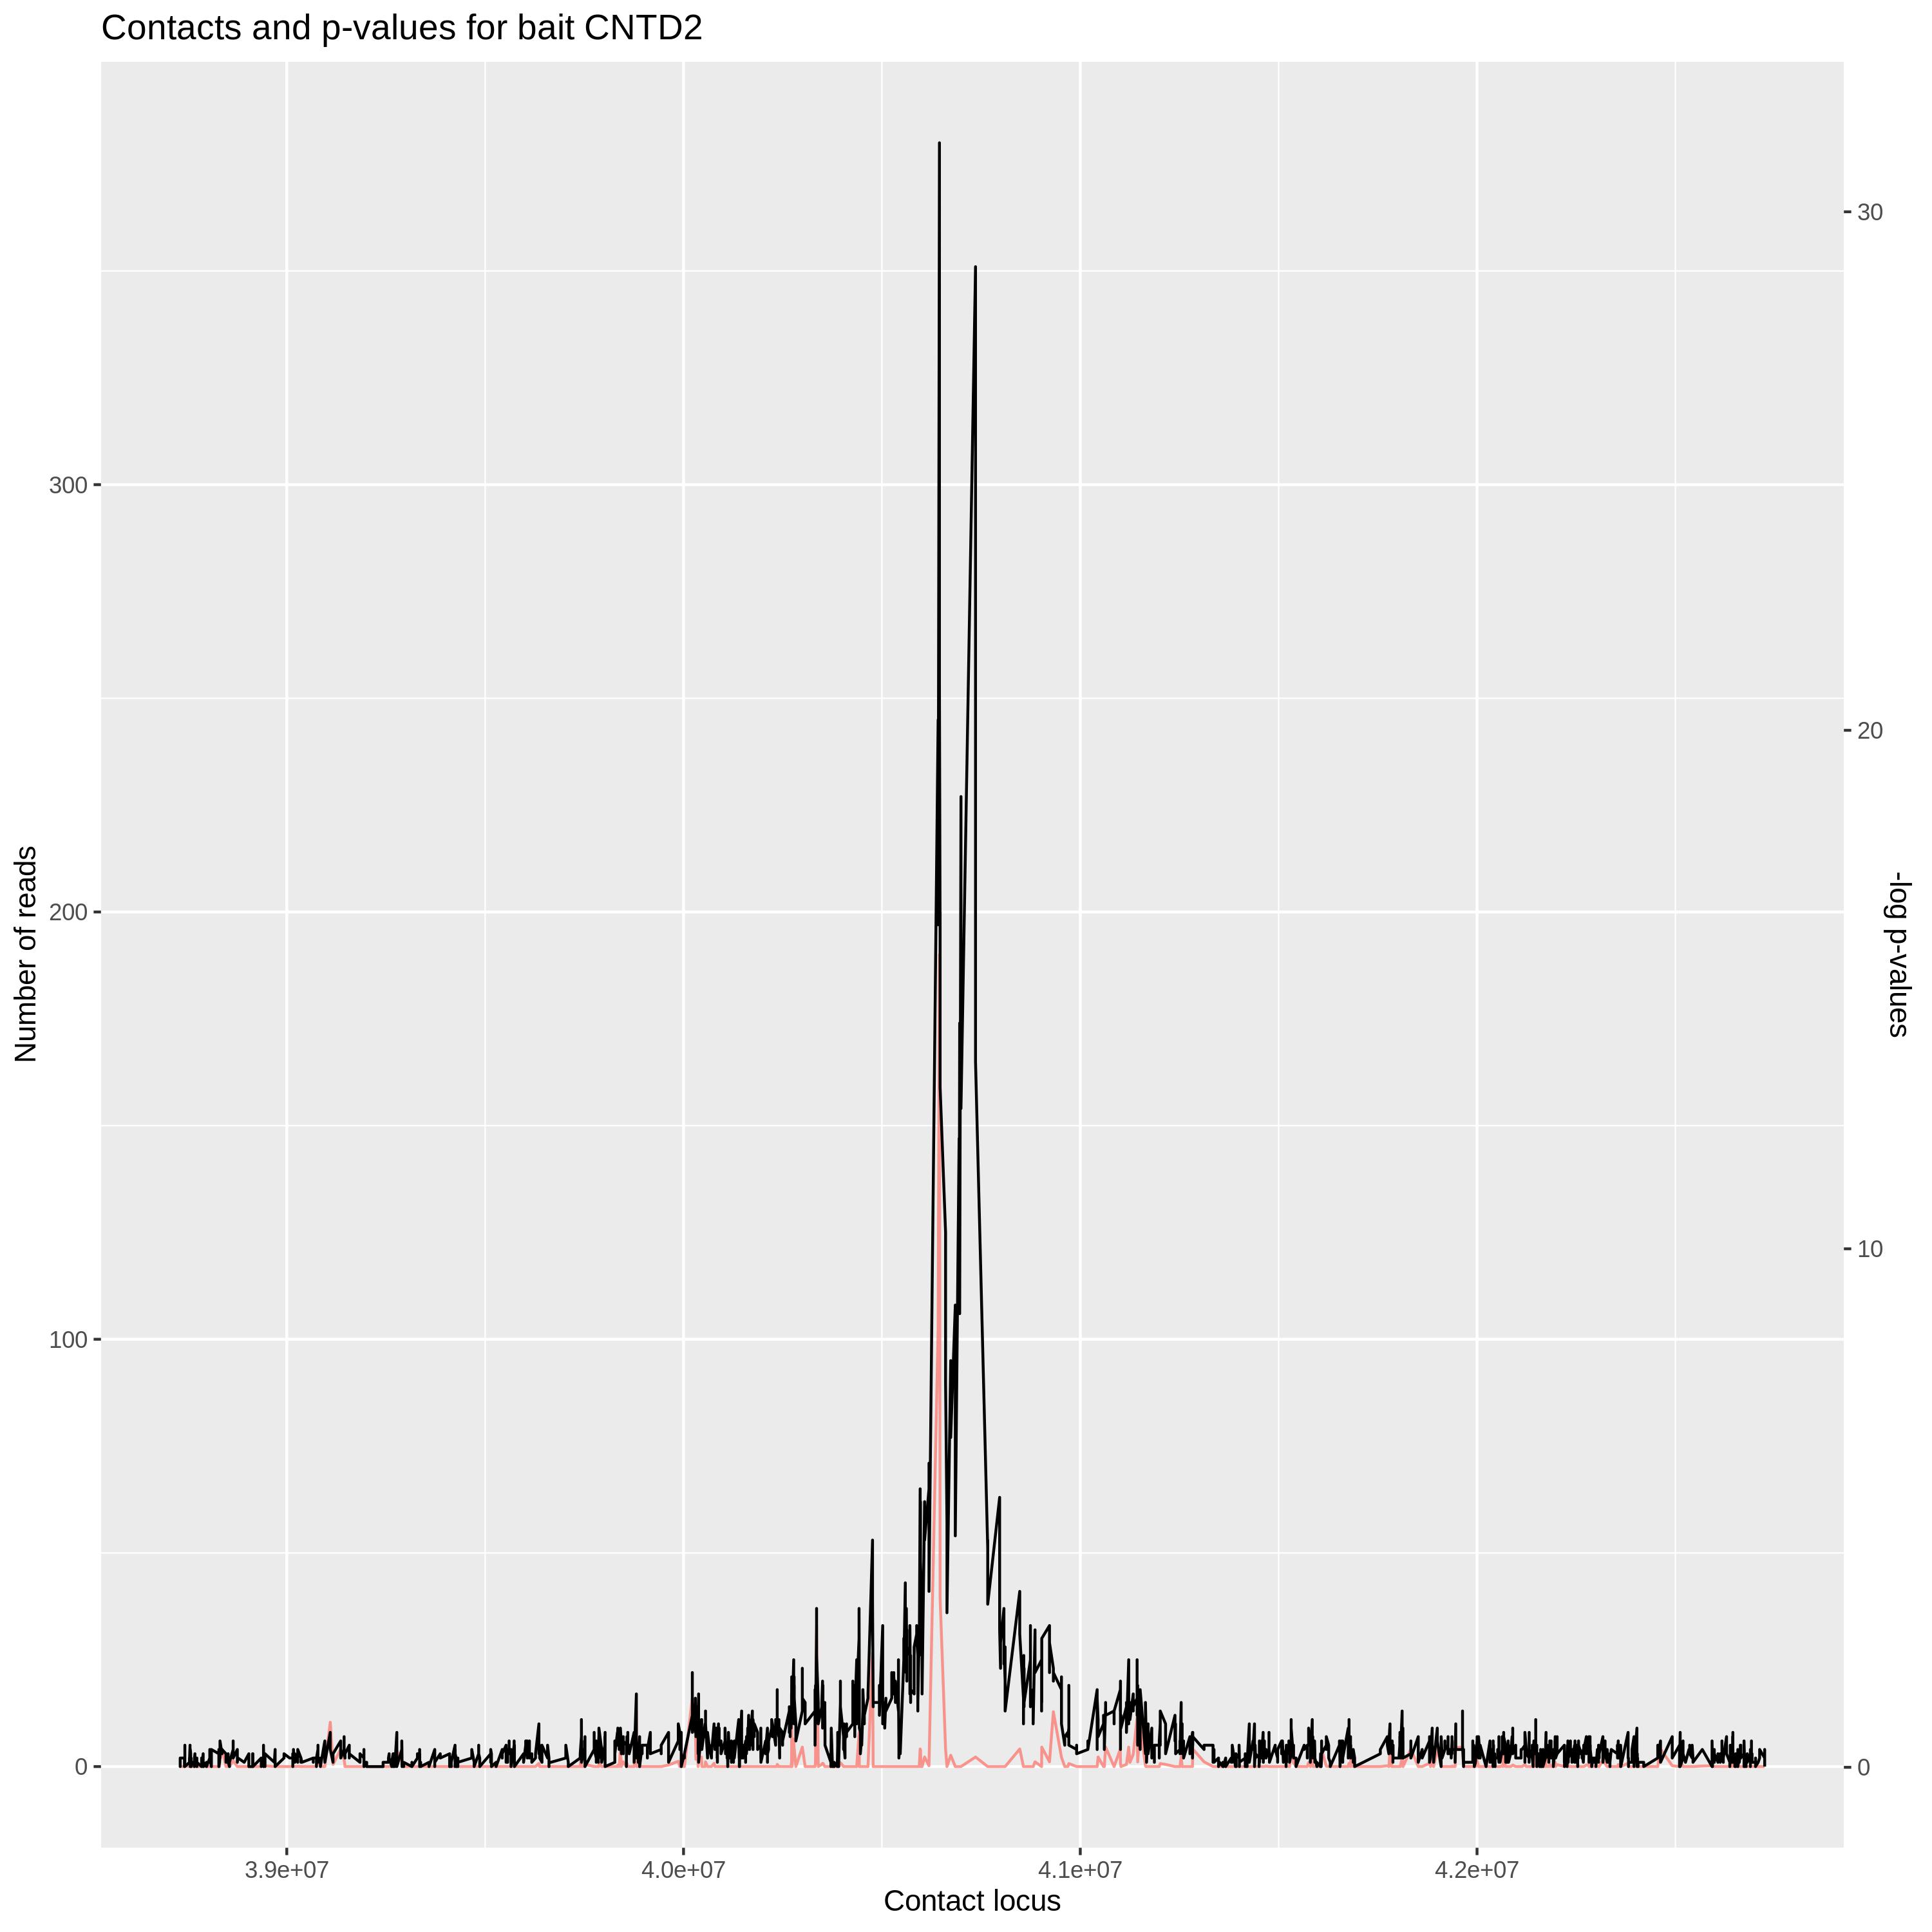 Contacts and p-values for bait CNTD2
Number of reads
300
200
100
0
30
20
10
0
-log p-values
3.9e+07
4.0e+07
4.1e+07
4.2e+07
Contact locus